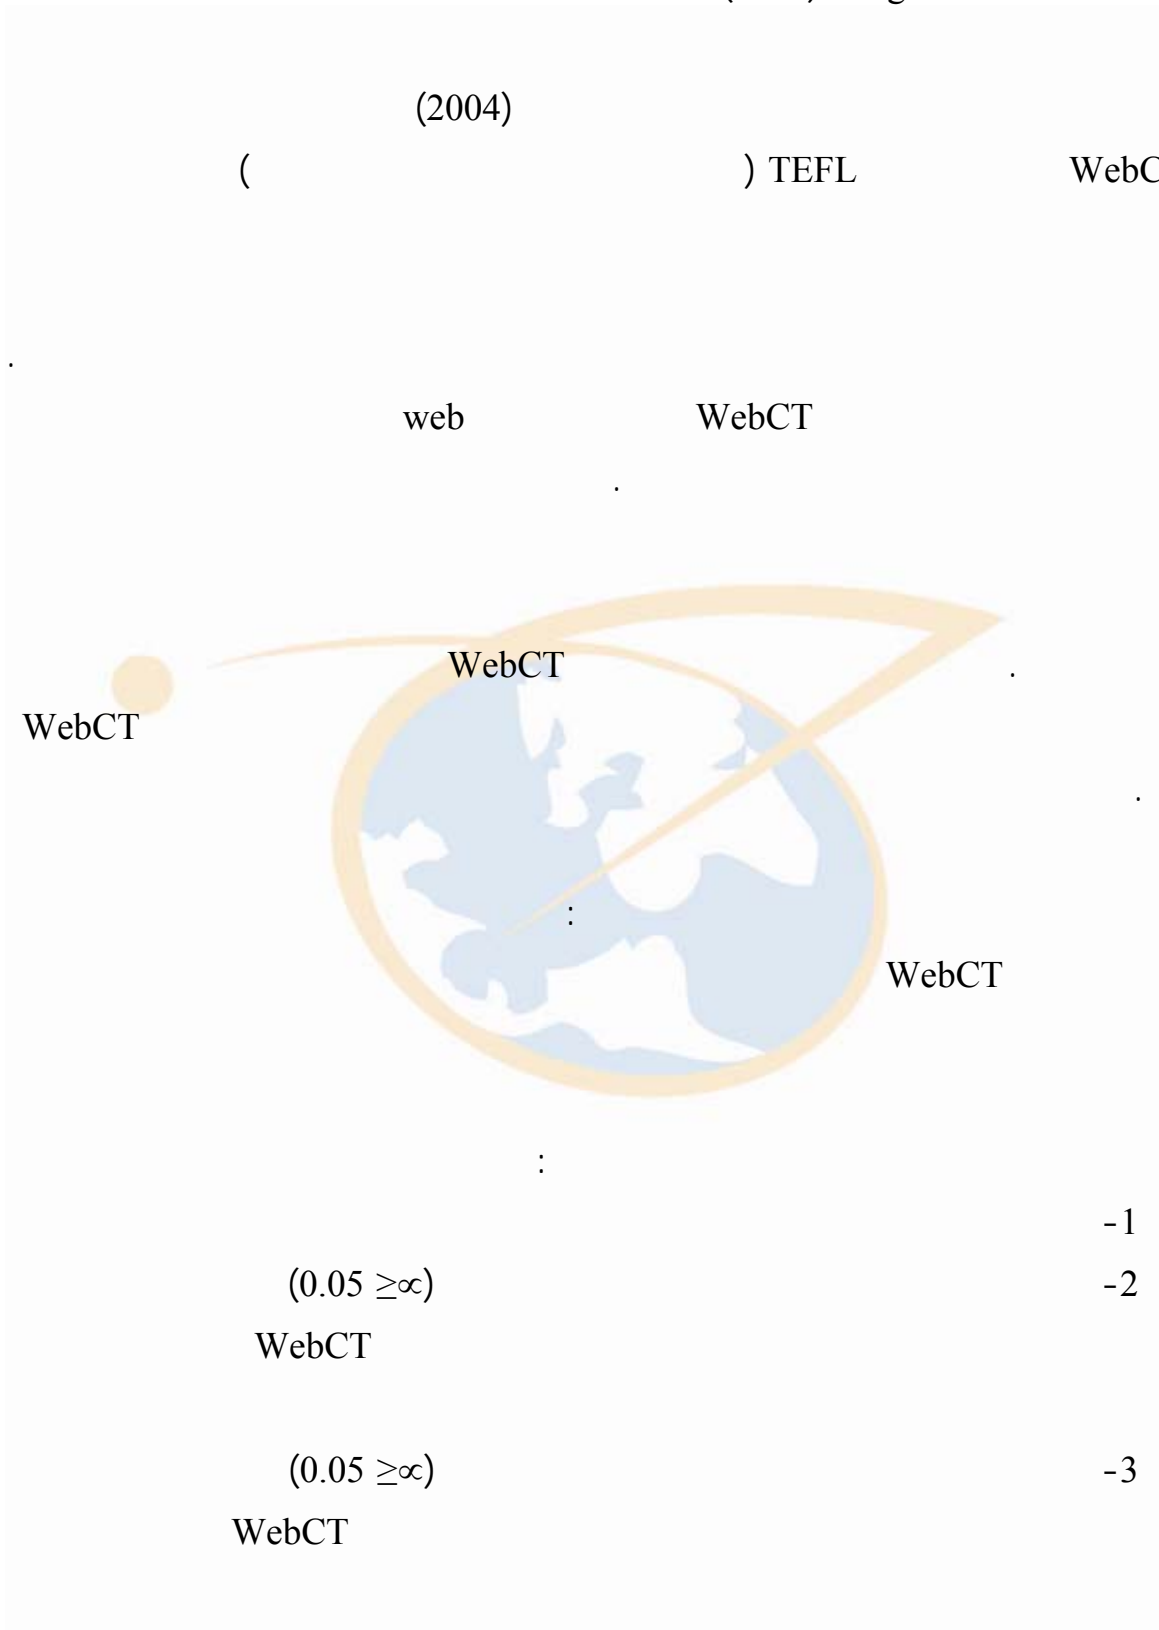 (2004)
( ) TEFL WebC
.
web WebCT
.
WebCT .
WebCT
.
:
WebCT
:
-1
(0.05 ≥∝) -2
WebCT
(0.05 ≥∝) -3
WebCT